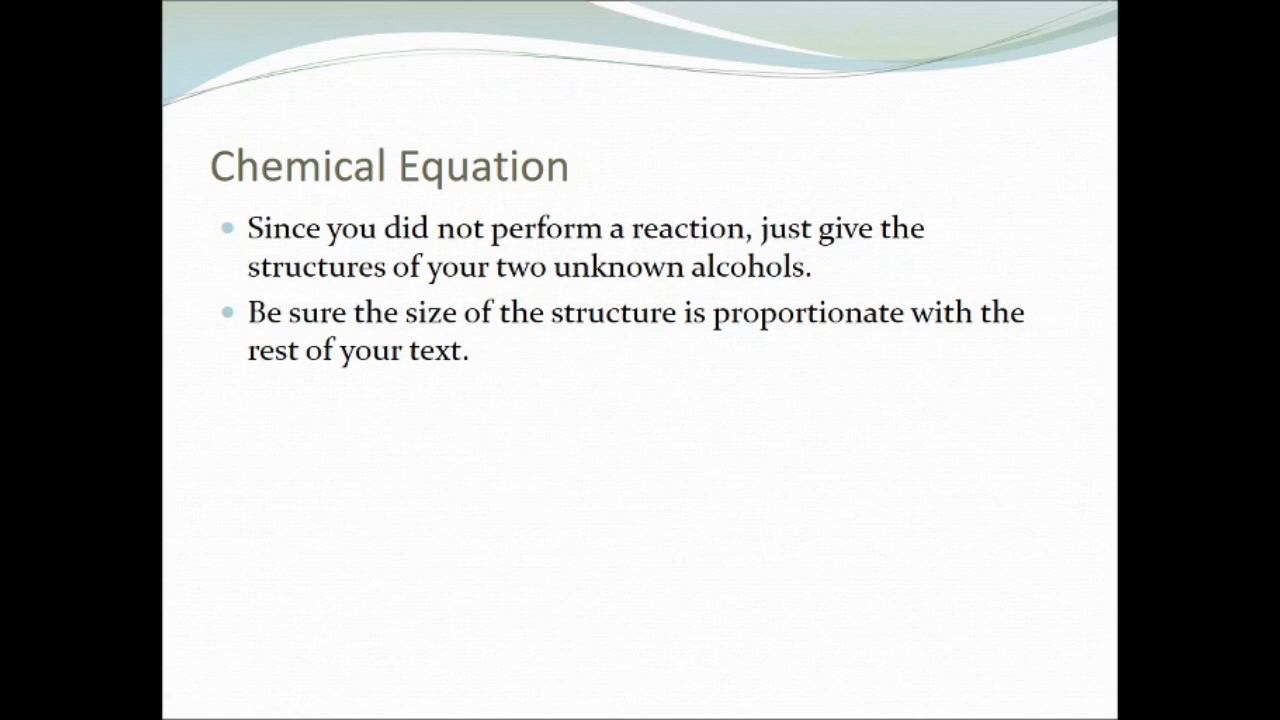 Chemical Equation
Since you did not perform a reaction, just give the
structures of your two unknown alcohols.
Be sure the size of the structure is proportionate with the
rest of your text.